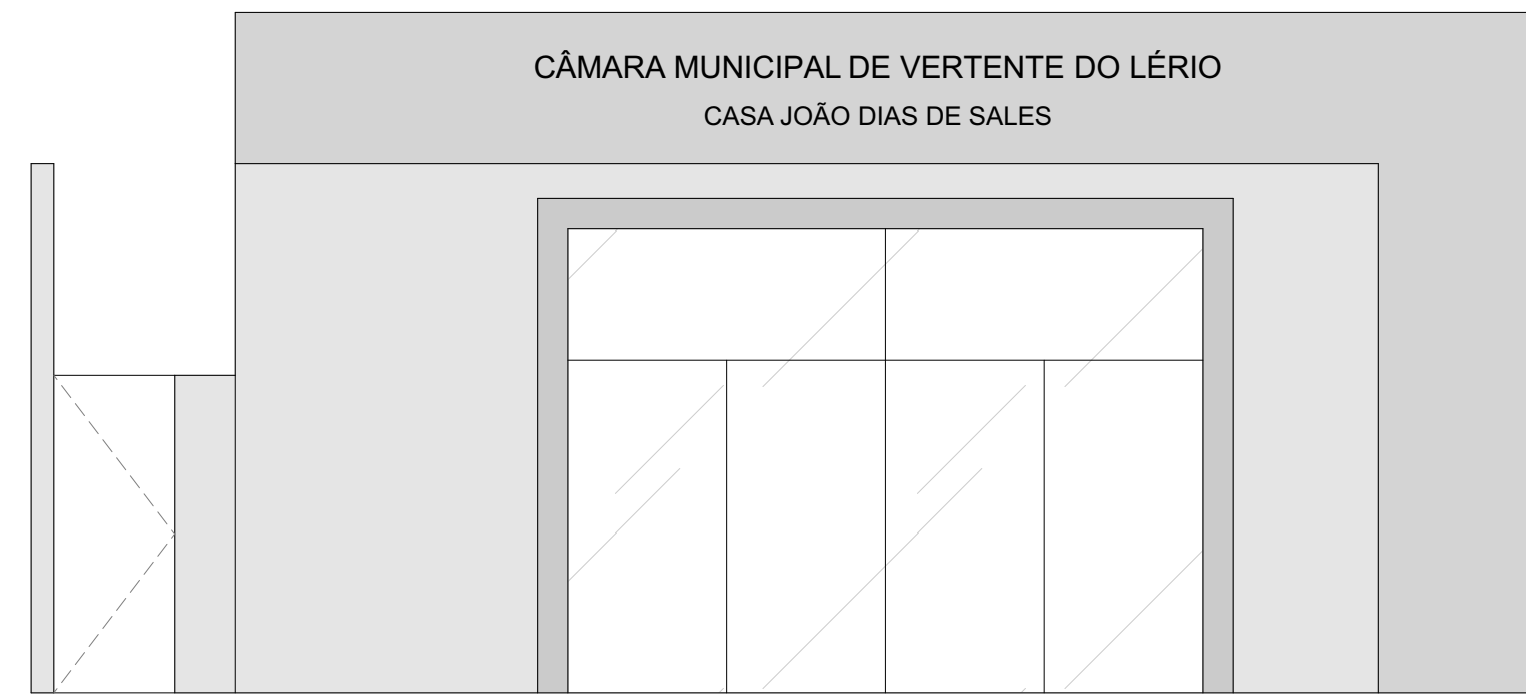 CÂMARA MUNICIPAL DE VERTENTE DO LÉRIO
CASA JOÃO DIAS DE SALES